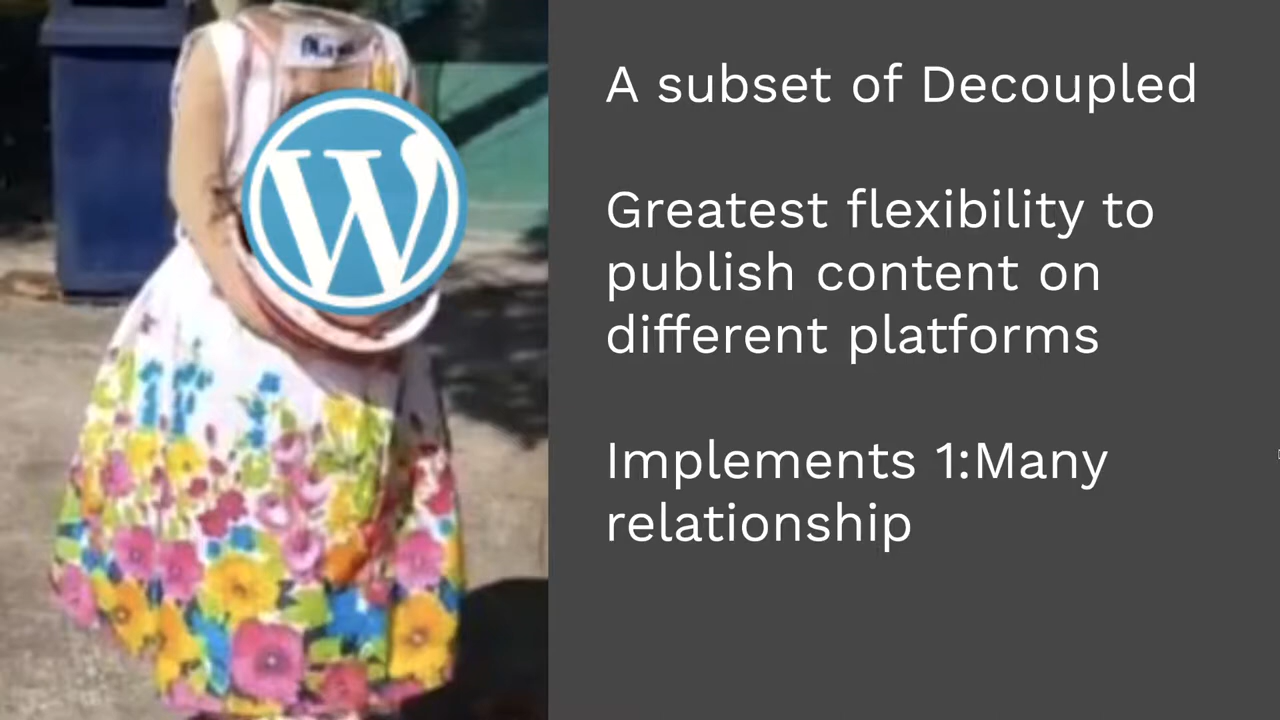 A subset of Decoupled
Greatest flexibility to
publish content on
different platforms
Implements 1:Many
relationship